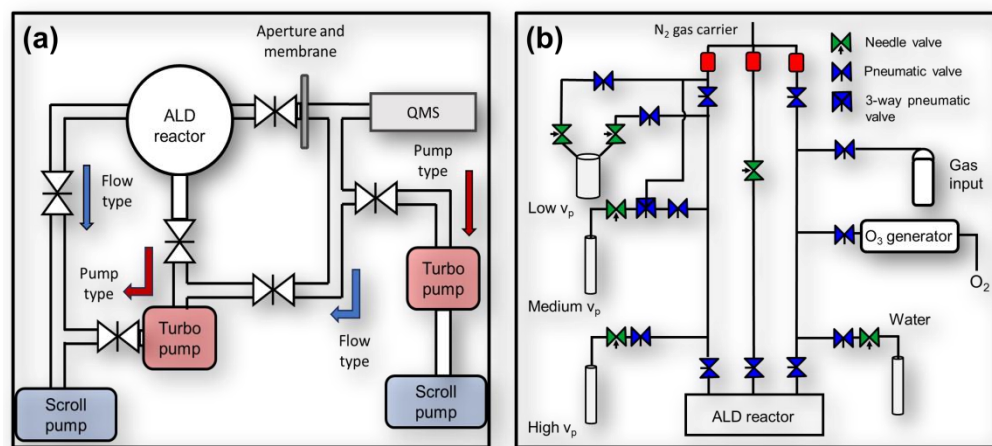 (a)
Aperture and
membrane
ALD
reactor
QMS
Flow
type
Pump
type
Pump
type
Turbo
pump
Turbo
pump
Flow
type
Scroll
pump
Scroll
pump
(b)
N₂ gas carrier
Needle valve
Pneumatic valve
3-way pneumatic
valve
Gas
input
Low vₚ
O₃ generator
O₂
Medium vₚ
Water
High vₚ
ALD reactor